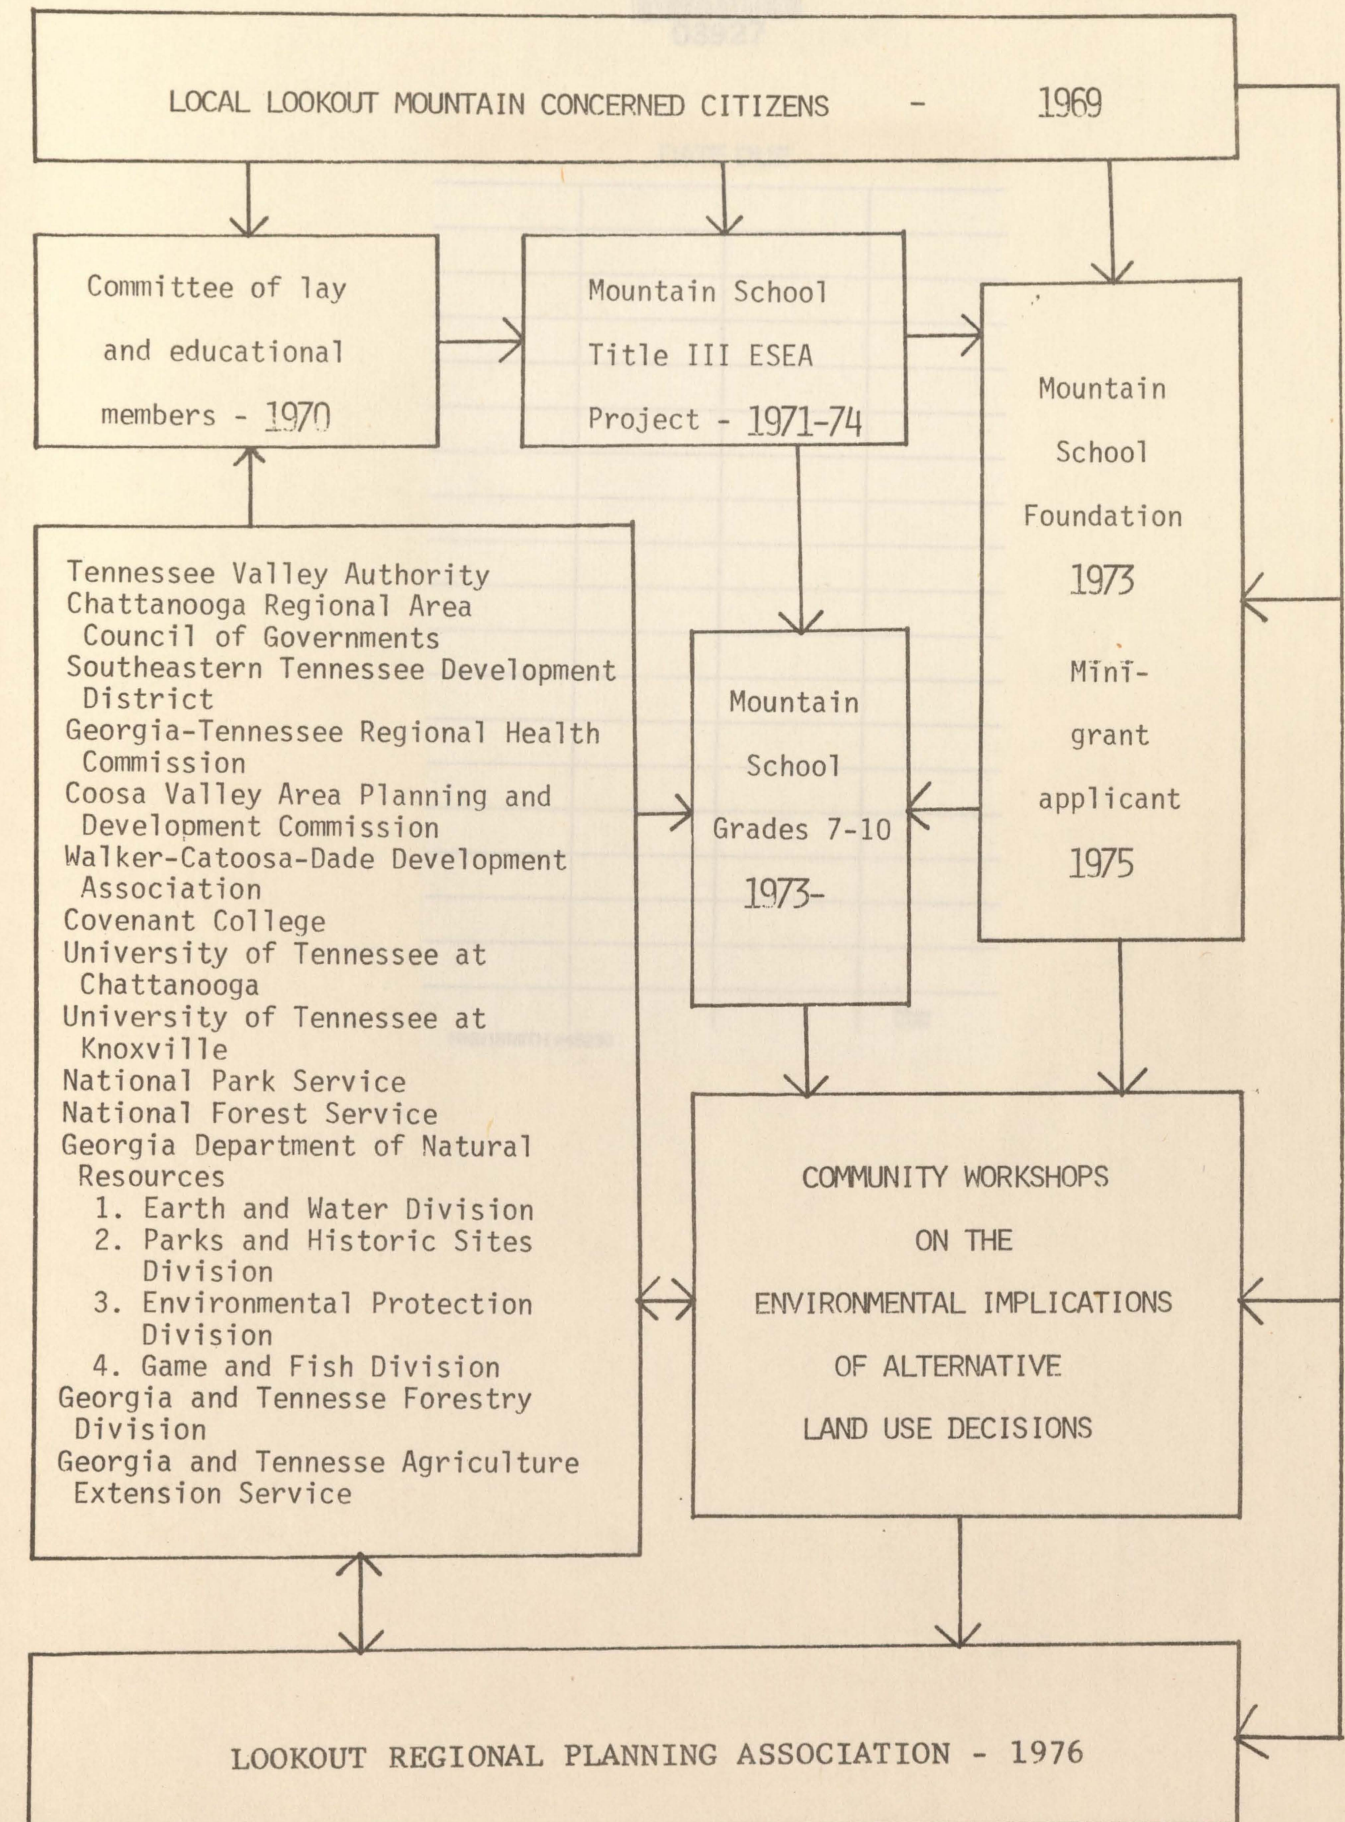 LOCAL LOOKOUT MOUNTAIN CONCERNED CITIZENS - 1969
Committee of lay
and educational
members - 1970
Mountain School
Title III ESEA
Project - 1971-74
Mountain
School
Foundation
1973
Mini-
grant
applicant
1975
Tennessee Valley Authority
Chattanooga Regional Area
Council of Governments
Southeastern Tennessee Development
District
Georgia-Tennessee Regional Health
Commission
Coosa Valley Area Planning and
Development Commission
Walker-Catoosa-Dade Development
Association
Covenant College
University of Tennessee at
Chattanooga
University of Tennessee at
Knoxville
National Park Service
National Forest Service
Georgia Department of Natural
Resources
1. Earth and Water Division
2. Parks and Historic Sites
Division
3. Environmental Protection
Division
4. Game and Fish Division
Georgia and Tennesse Forestry
Division
Georgia and Tennesse Agriculture
Extension Service
Mountain
School
Grades 7-10
1973-
COMMUNITY WORKSHOPS
ON THE
ENVIRONMENTAL IMPLICATIONS
OF ALTERNATIVE
LAND USE DECISIONS
LOOKOUT REGIONAL PLANNING ASSOCIATION - 1976